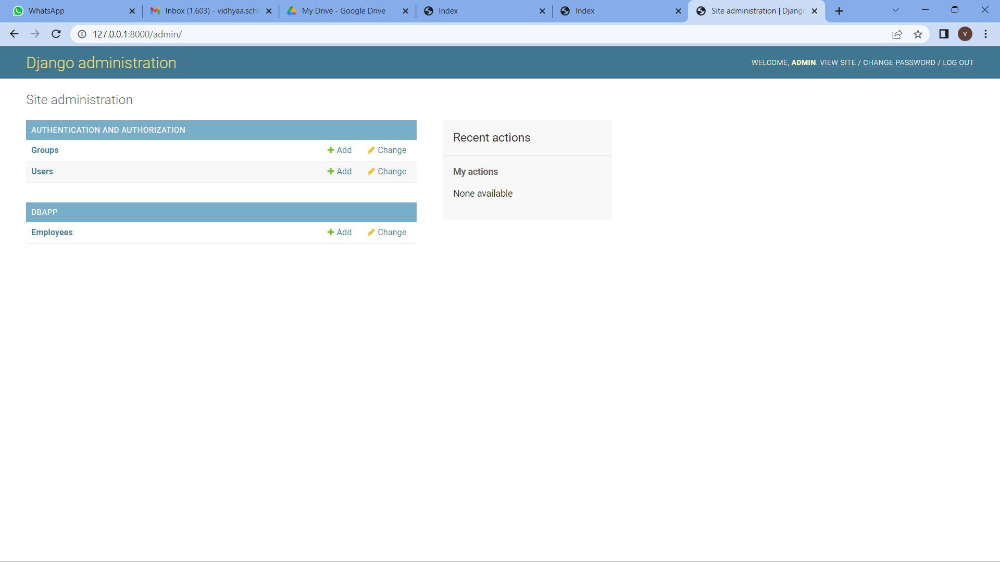 WhatsApp
Inbox (1,603) - vidhyaa.scho
My Drive - Google Drive
Index
Index
Site administration | Django
127.0.0.1:8000/admin/
V
Django administration
WELCOME, ADMIN. VIEW SITE / CHANGE PASSWORD / LOG OUT
Site administration
AUTHENTICATION AND AUTHORIZATION
Groups Add Change
Users Add Change
DBAPP
Employees Add Change
Recent actions
My actions
None available